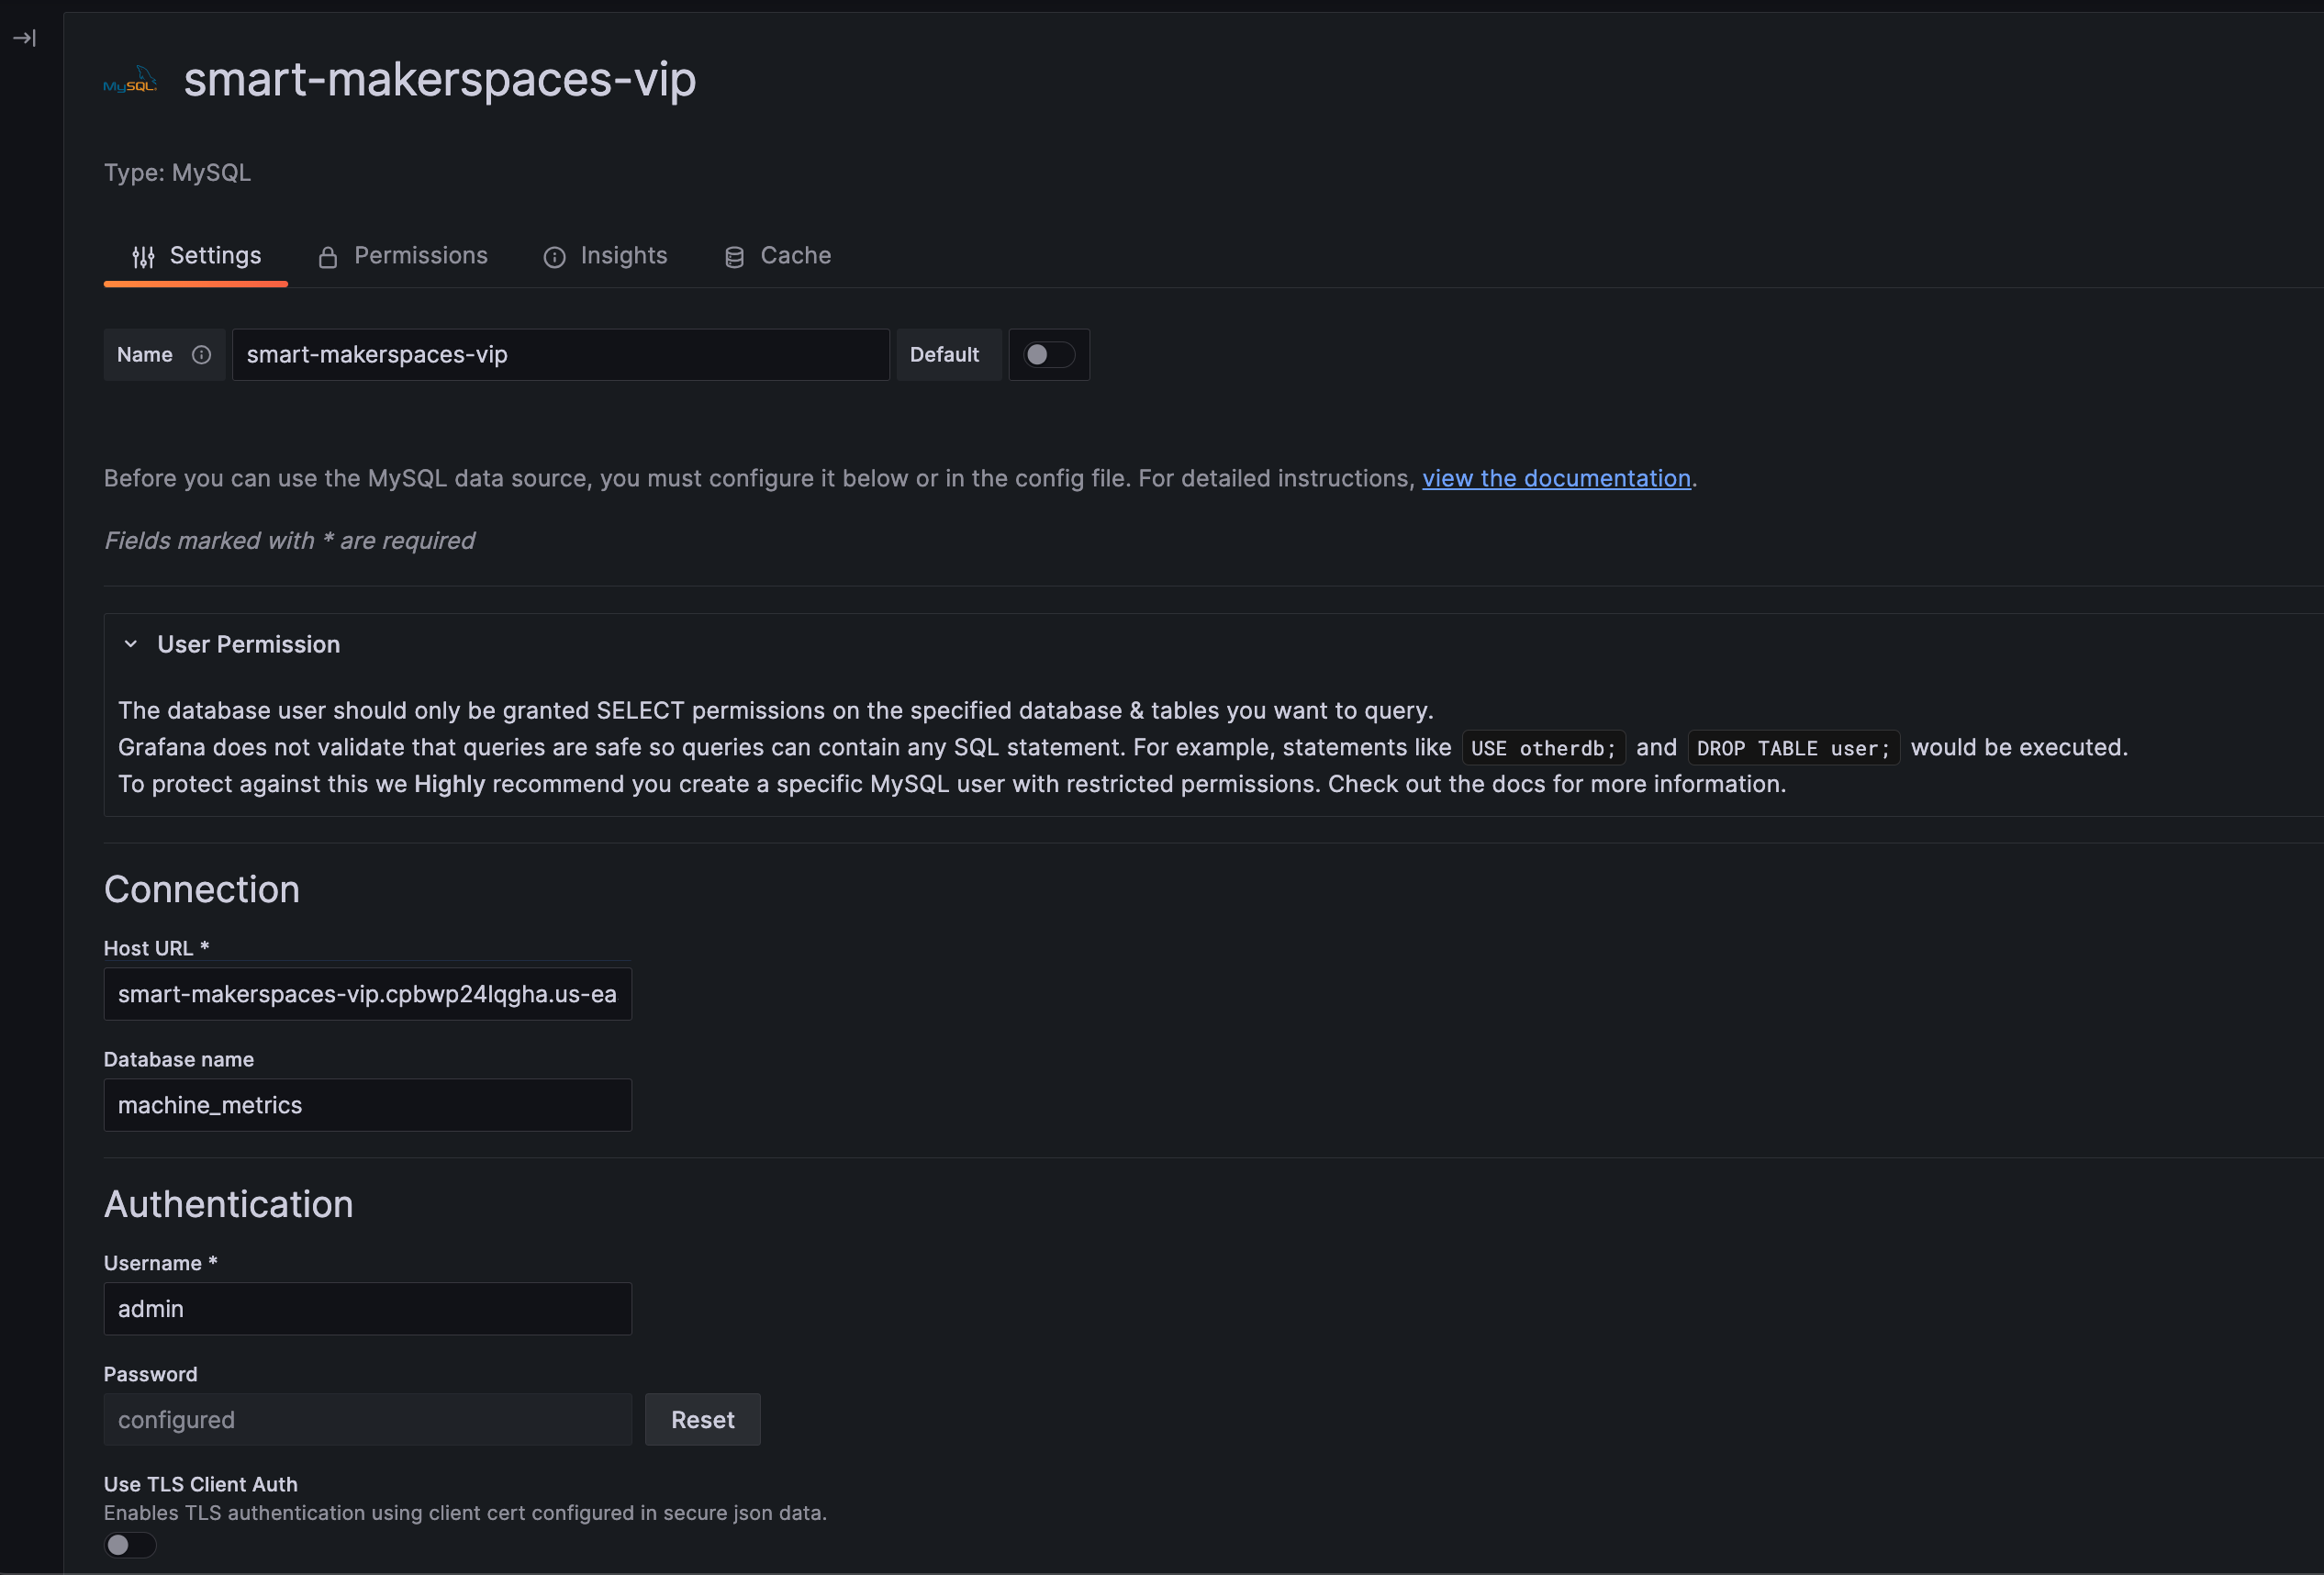 MySQL
smart-makerspaces-vip
Type: MySQL
Settings Permissions Insights Cache
Name smart-makerspaces-vip Default
Before you can use the MySQL data source, you must configure it below or in the config file. For detailed instructions, view the documentation.
Fields marked with * are required
User Permission
The database user should only be granted SELECT permissions on the specified database & tables you want to query.
Grafana does not validate that queries are safe so queries can contain any SQL statement. For example, statements like USE otherdb; and DROP TABLE user; would be executed.
To protect against this we Highly recommend you create a specific MySQL user with restricted permissions. Check out the docs for more information.
Connection
Host URL *
smart-makerspaces-vip.cpbwp24lqgha.us-ea
Database name
machine_metrics
Authentication
Username *
admin
Password
configured Reset
Use TLS Client Auth
Enables TLS authentication using client cert configured in secure json data.